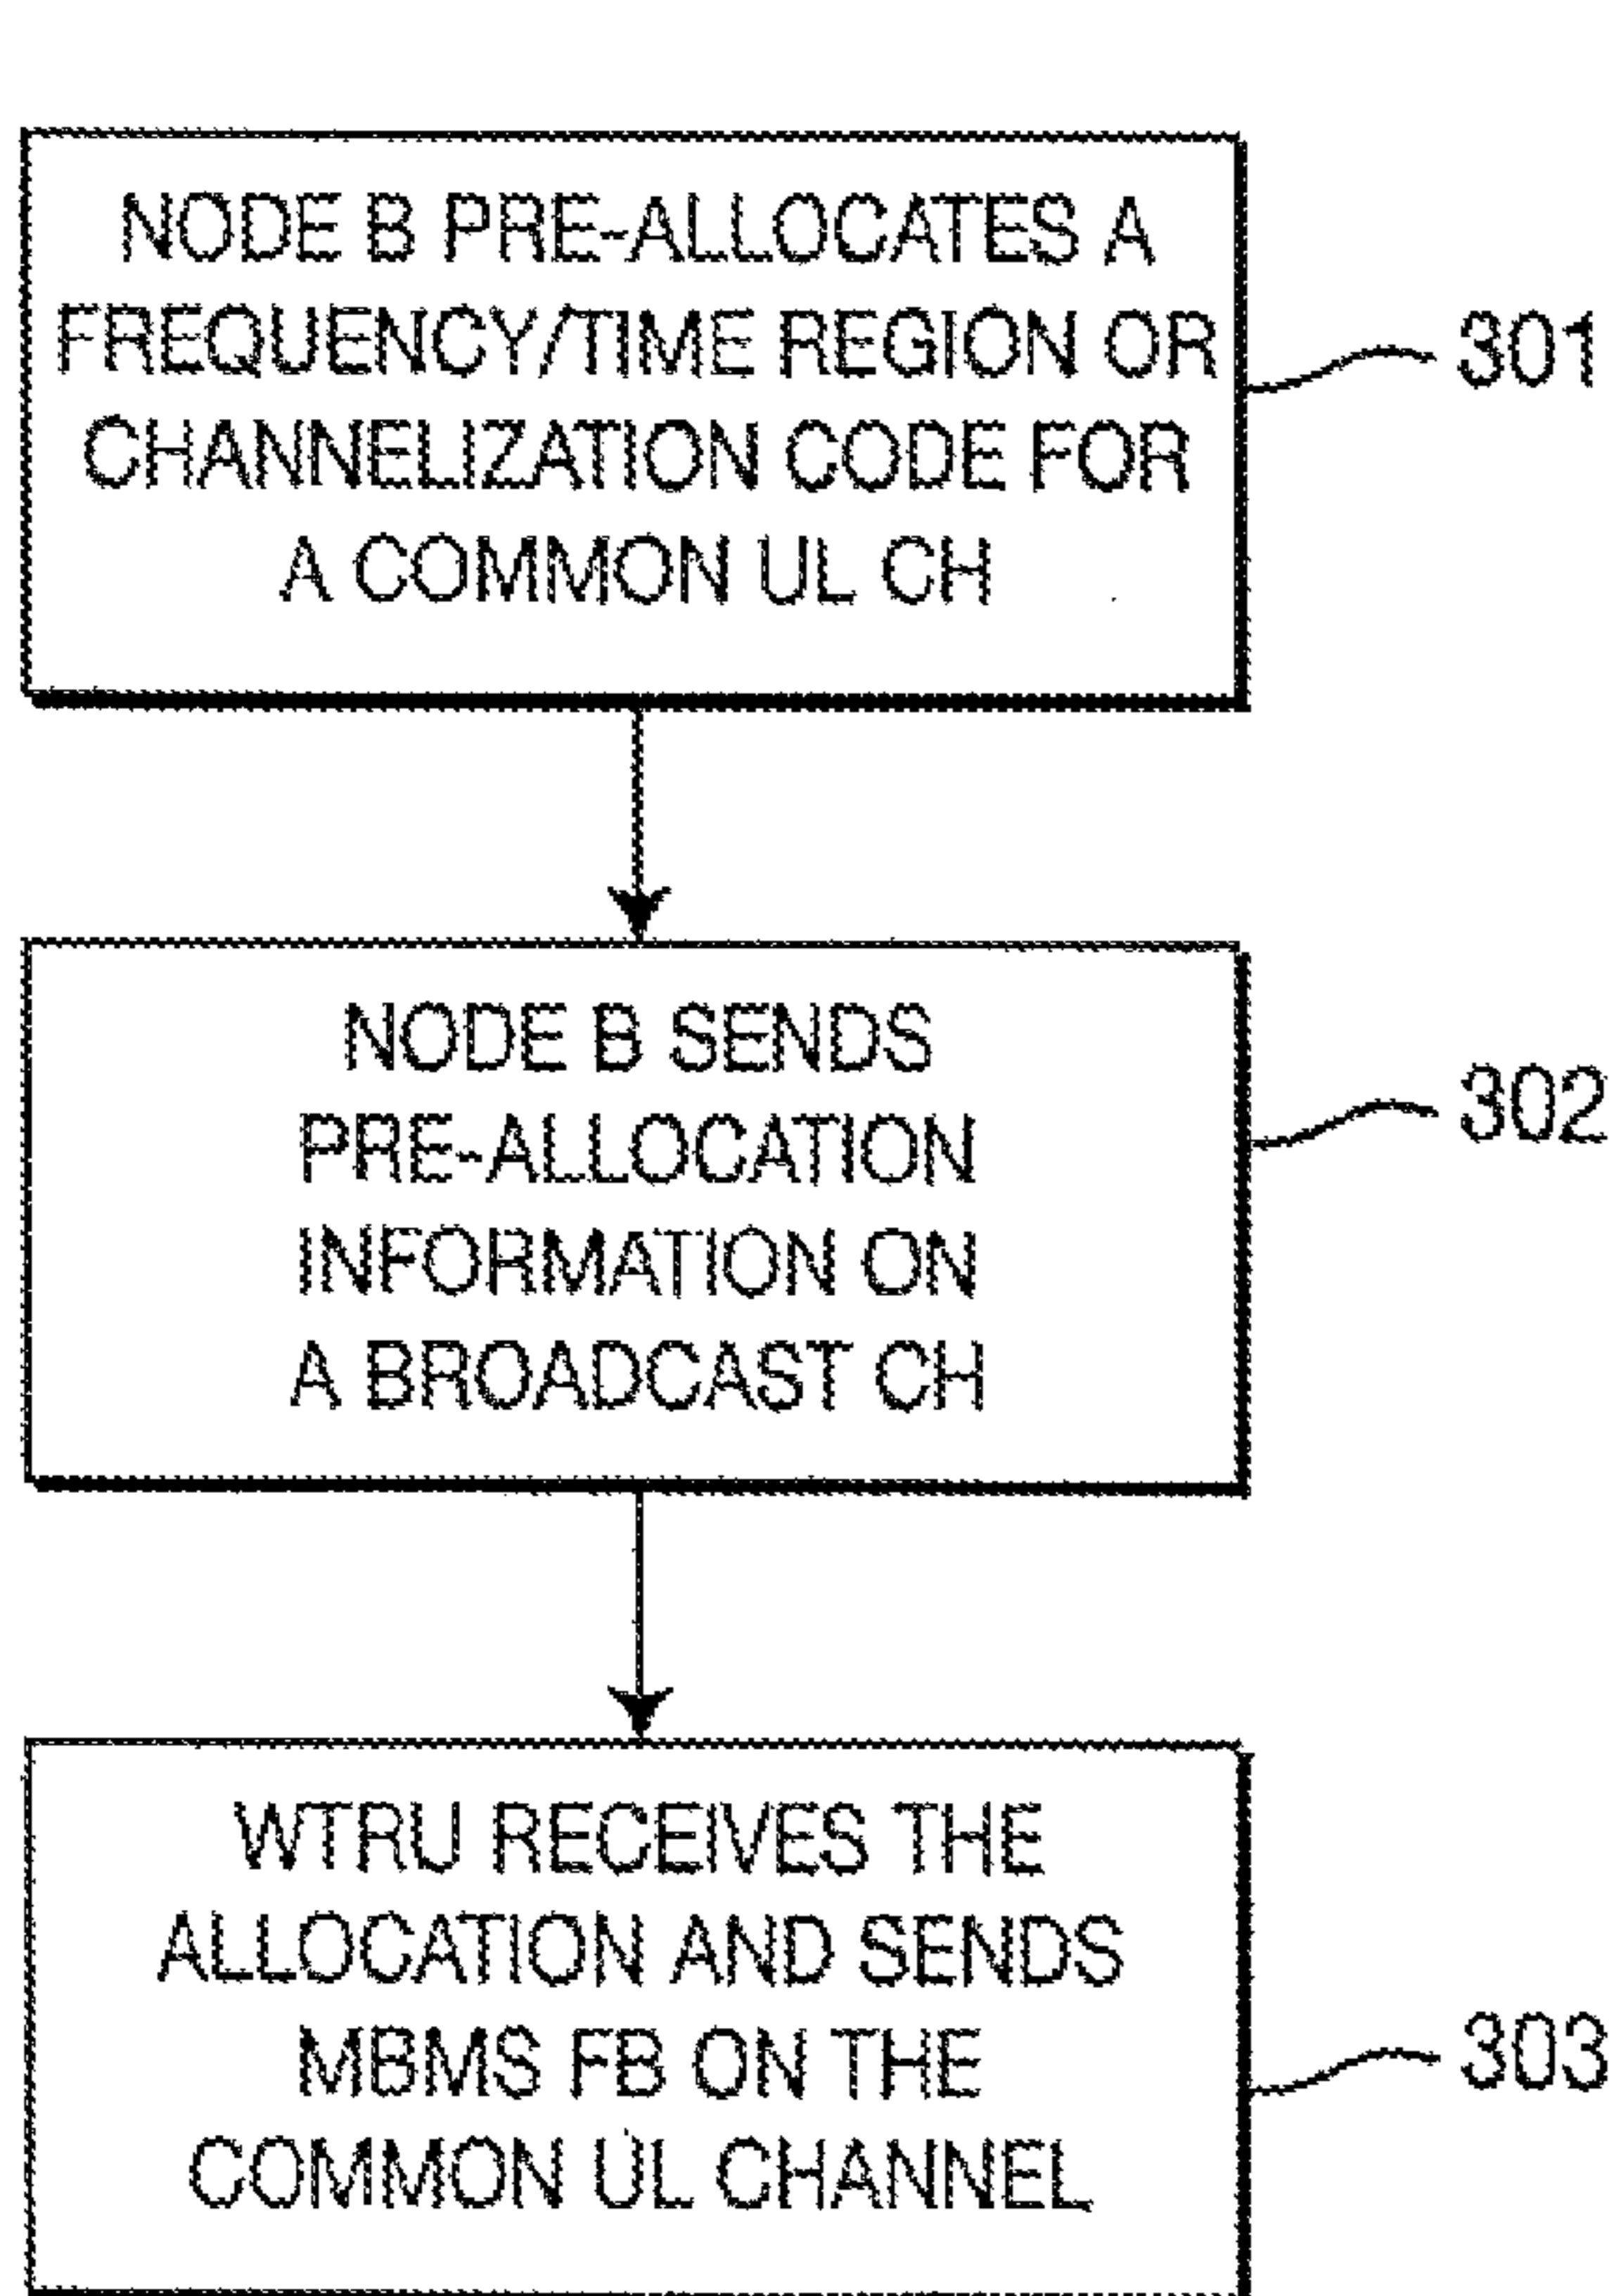 NODE B PRE-ALLOCATES A
FREQUENCY/TIME REGION OR
CHANNELIZATION CODE FOR
A COMMON UL CH
301
NODE B SENDS
PRE-ALLOCATION
INFORMATION ON
A BROADCAST CH
302
WTRU RECEIVES THE
ALLOCATION AND SENDS
MBMS FB ON THE
COMMON UL CHANNEL
303